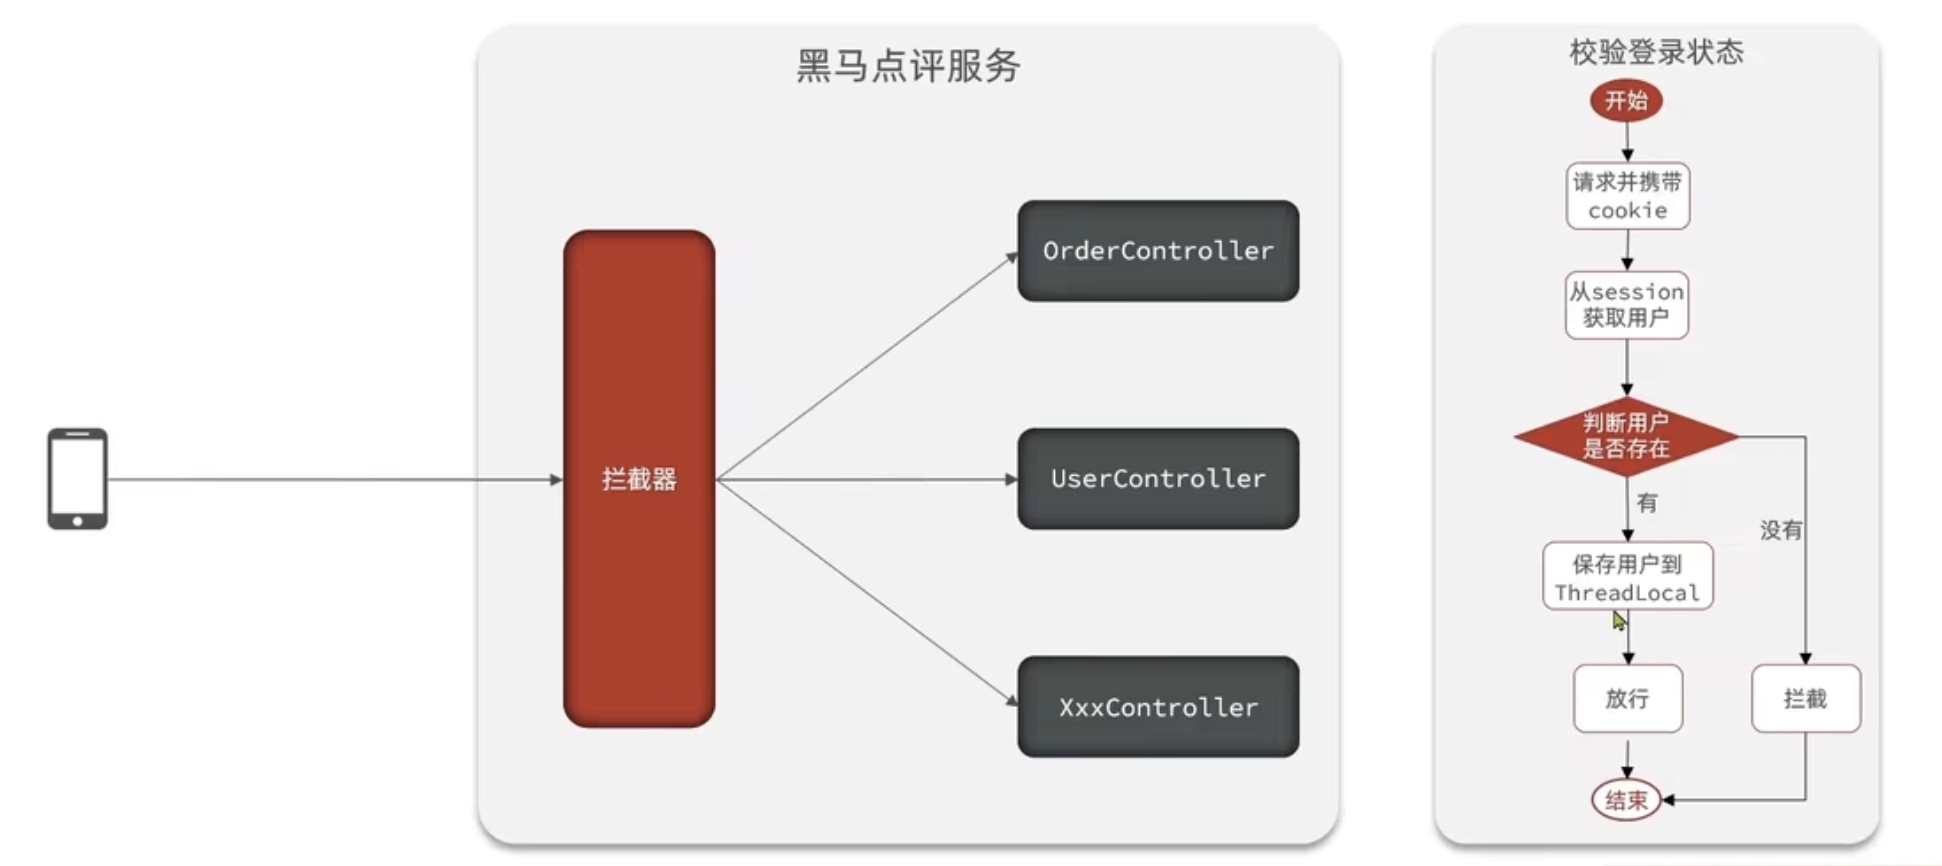 黑马点评服务
拦截器
OrderController
UserController
XxxController
校验登录状态
开始
请求并携带
cookie
从session
获取用户
判断用户
是否存在
有
没有
保存用户到
ThreadLocal
放行
拦截
结束